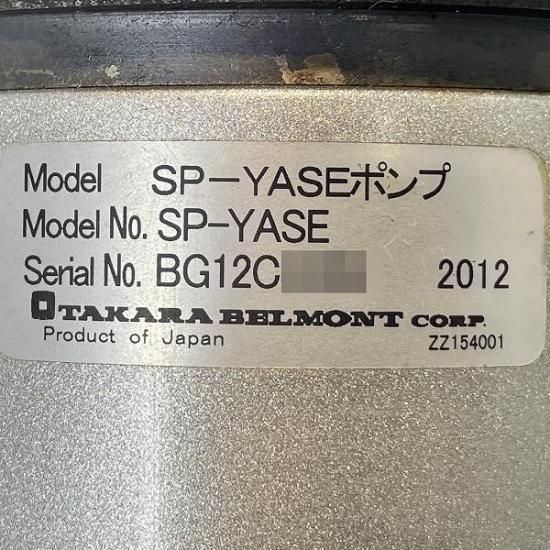 Model SP-YASEポンプ
Model No. SP-YASE
Serial No. BG12C 2012
TAKARA BELMONT CORP.
Product of Japan ZZ154001